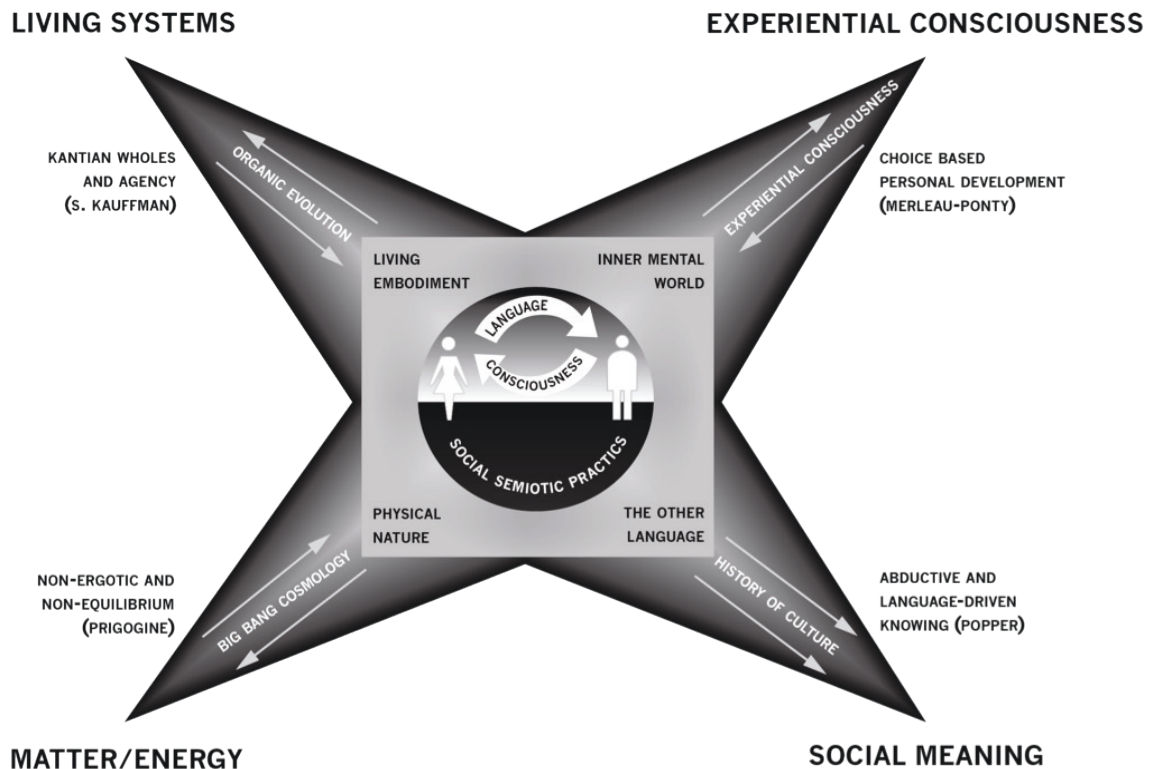 LIVING SYSTEMS
EXPERIENTIAL CONSCIOUSNESS
KANTIAN WHOLES
AND AGENCY
(S. KAUFFMAN)
ORGANIC EVOLUTION
EXPERIENTIAL CONSCIOUSNESS
CHOICE BASED
PERSONAL DEVELOPMENT
(MERLEAU-PONTY)
LIVING
EMBODIMENT
INNER MENTAL
WORLD
LANGUAGE
CONSCIOUSNESS
SOCIAL SEMIOTIC PRACTICS
PHYSICAL
NATURE
THE OTHER
LANGUAGE
NON-ERGOTIC AND
NON-EQUILIBRIUM
(PRIGOGINE)
BIG BANG COSMOLOGY
HISTORY OF CULTURE
ABDUCTIVE AND
LANGUAGE-DRIVEN
KNOWING (POPPER)
MATTER/ENERGY
SOCIAL MEANING